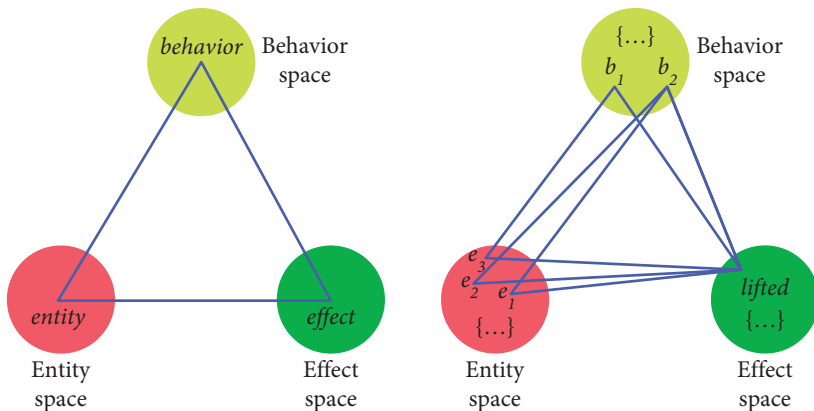 behavior
Behavior
space
entity
effect
Entity
space
Effect
space
{...}
b1 b2
Behavior
space
e3
e2 e1
{...}
lifted
{...}
Entity
space
Effect
space